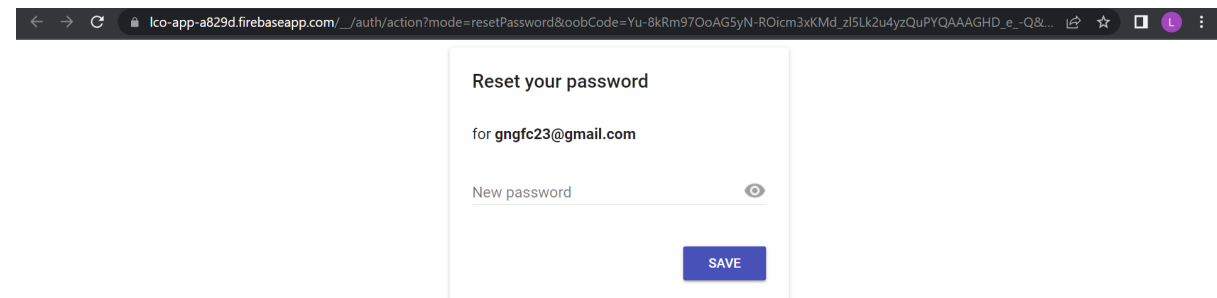 lco-app-a829d.firebaseapp.com/__/auth/action?mode=resetPassword&oobCode=Yu-8kRm97OoAG5yN-ROicm3xKMd_zl5Lk2u4yzQuPYQAAAGHD_e_-Q&...
L
Reset your password
for gngfc23@gmail.com
New password
SAVE